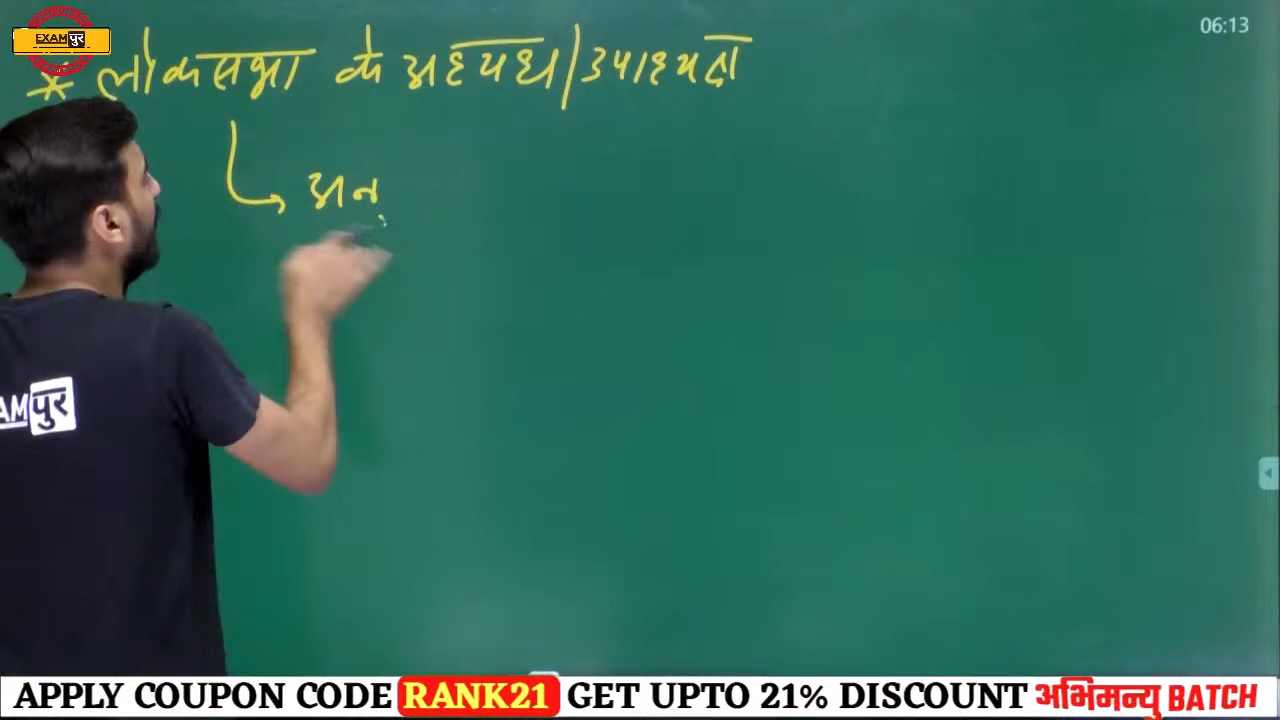 EXAMपुर
06:13
* लोकसभा के अध्यक्ष/उपाध्यक्ष
अन
AMपुर
APPLY COUPON CODE RANK21 GET UPTO 21% DISCOUNT अभिमन्यु BATCH